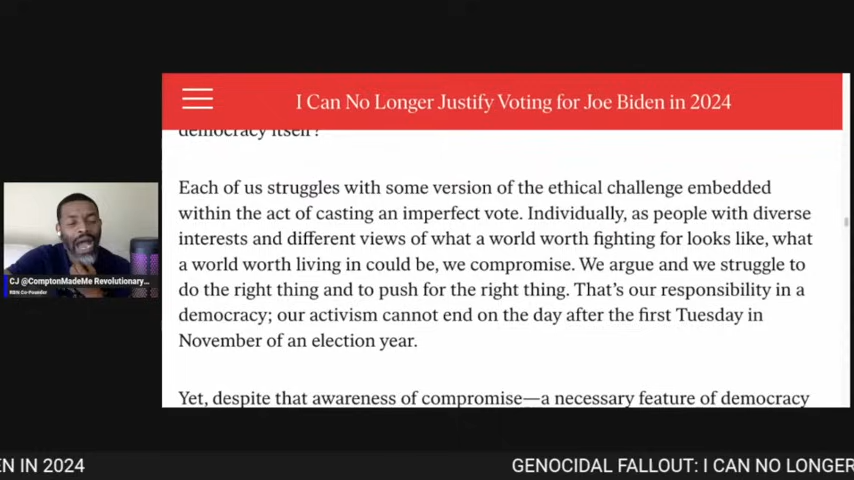 I Can No Longer Justify Voting for Joe Biden in 2024
democracy itself?
Each of us struggles with some version of the ethical challenge embedded
within the act of casting an imperfect vote. Individually, as people with diverse
interests and different views of what a world worth fighting for looks like, what
a world worth living in could be, we compromise. We argue and we struggle to
do the right thing and to push for the right thing. That’s our responsibility in a
democracy; our activism cannot end on the day after the first Tuesday in
November of an election year.
Yet, despite that awareness of compromise—a necessary feature of democracy
CJ @ComptonMadeMe Revolutionary...
RBN Co-Founder
EN IN 2024
GENOCIDAL FALLOUT: I CAN NO LONGER